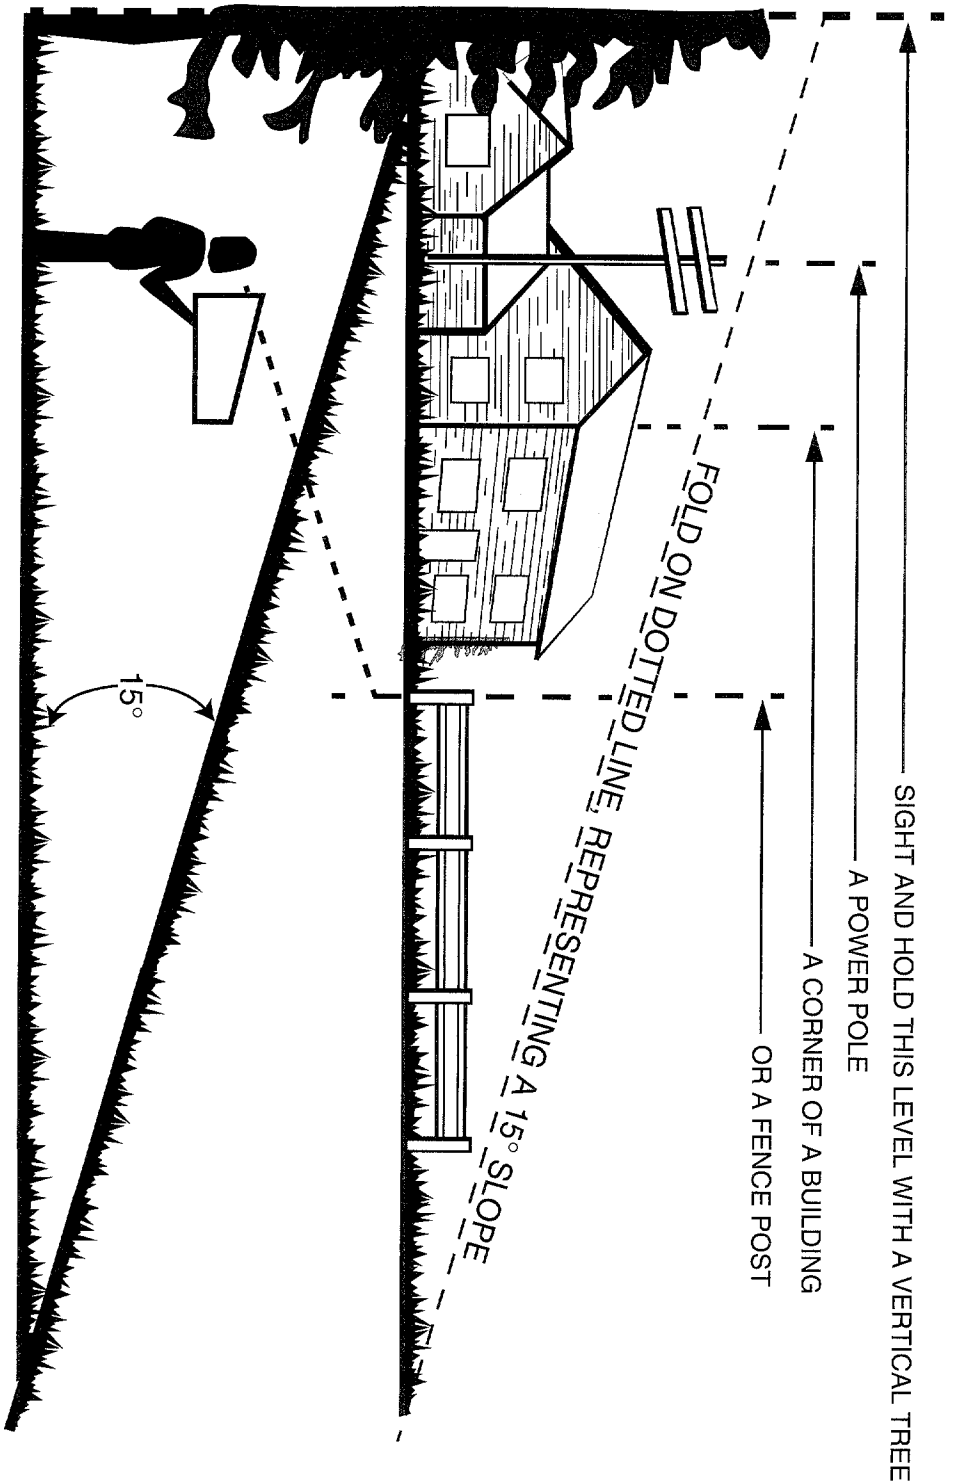 SIGHT AND HOLD THIS LEVEL WITH A VERTICAL TREE
A POWER POLE
A CORNER OF A BUILDING
OR A FENCE POST
FOLD ON DOTTED LINE, REPRESENTING A 15° SLOPE
15°